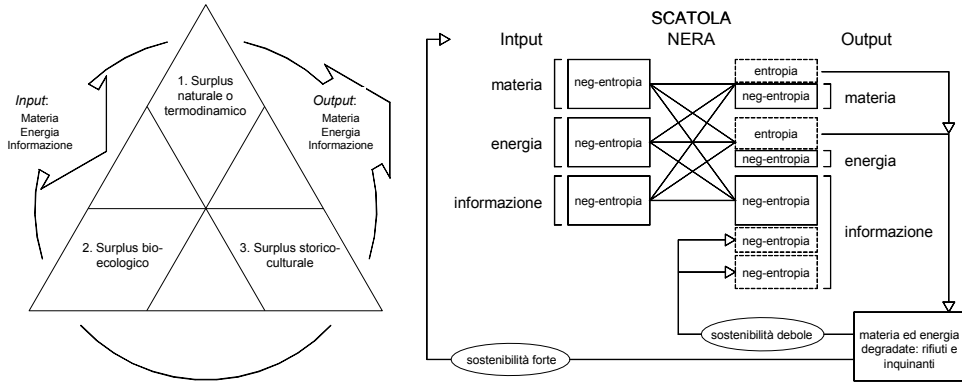 1. Surplus
naturale o
termodinamico
Input:
Materia
Energia
Informazione
Output:
Materia
Energia
Informazione
2. Surplus bio-
ecologico
3. Surplus storico-
culturale
SCATOLA
NERA
Intput
Output
materia
neg-entropia
entropia
neg-entropia
materia
energia
neg-entropia
entropia
neg-entropia
energia
informazione
neg-entropia
neg-entropia
neg-entropia
neg-entropia
informazione
sostenibilità debole
sostenibilità forte
materia ed energia
degradate: rifiuti e
inquinanti